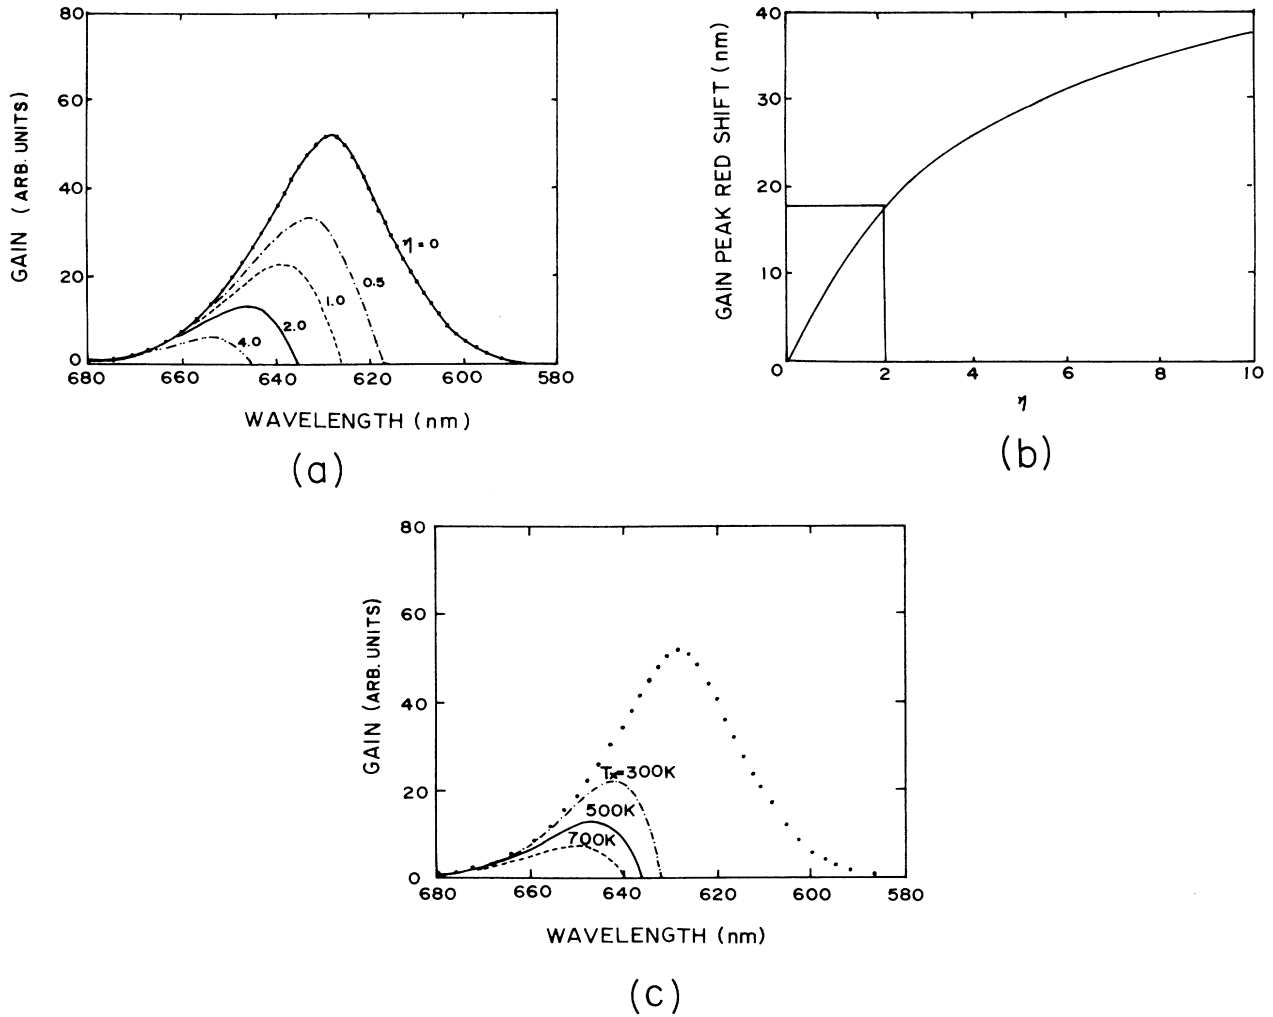 80
60
40
20
0
680 660 640 620 600 580
GAIN (ARB. UNITS)
WAVELENGTH (nm)
η = 0
0.5
1.0
2.0
4.0
(a)
40
30
20
10
0 2 4 6 8 10
GAIN PEAK RED SHIFT (nm)
η
(b)
80
60
40
20
0
680 660 640 620 600 580
GAIN (ARB. UNITS)
WAVELENGTH (nm)
Tx=300K
500K
700K
(c)